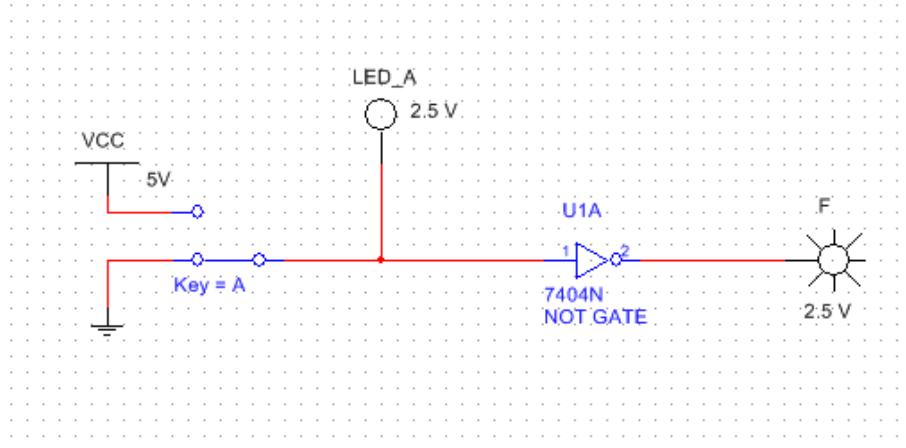 LED_A
2.5 V
VCC
5V
Key = A
U1A
1
2
7404N
NOT GATE
F
2.5 V